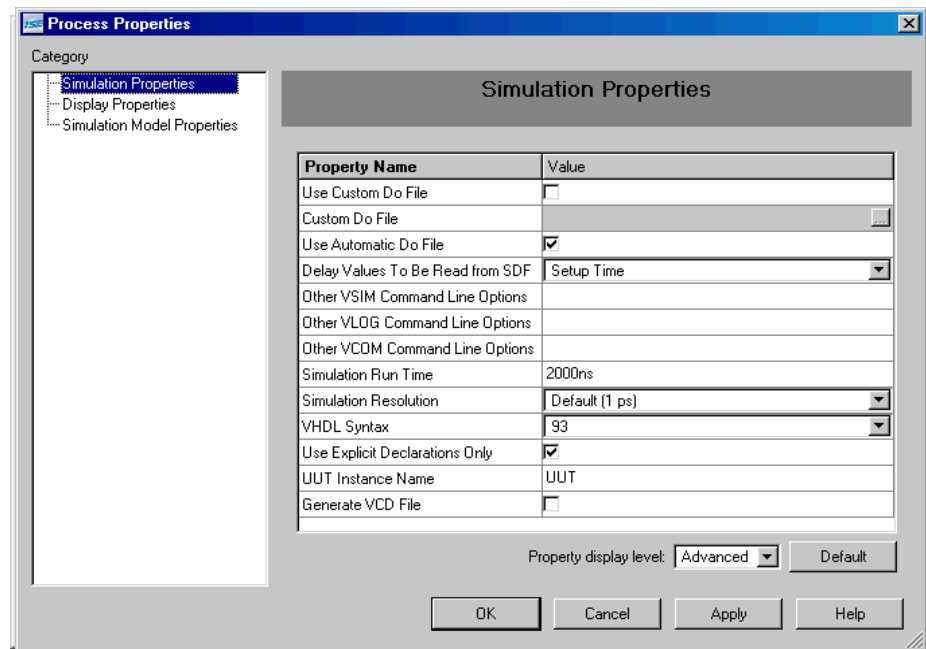 ISE Process Properties
Category
Simulation Properties
Display Properties
Simulation Model Properties
Simulation Properties
Property Name Value
Use Custom Do File
Custom Do File ...
Use Automatic Do File
Delay Values To Be Read from SDF Setup Time
Other VSIM Command Line Options
Other VLOG Command Line Options
Other VCOM Command Line Options
Simulation Run Time 2000ns
Simulation Resolution Default (1 ps)
VHDL Syntax 93
Use Explicit Declarations Only
UUT Instance Name UUT
Generate VCD File
Property display level: Advanced Default
OK Cancel Apply Help